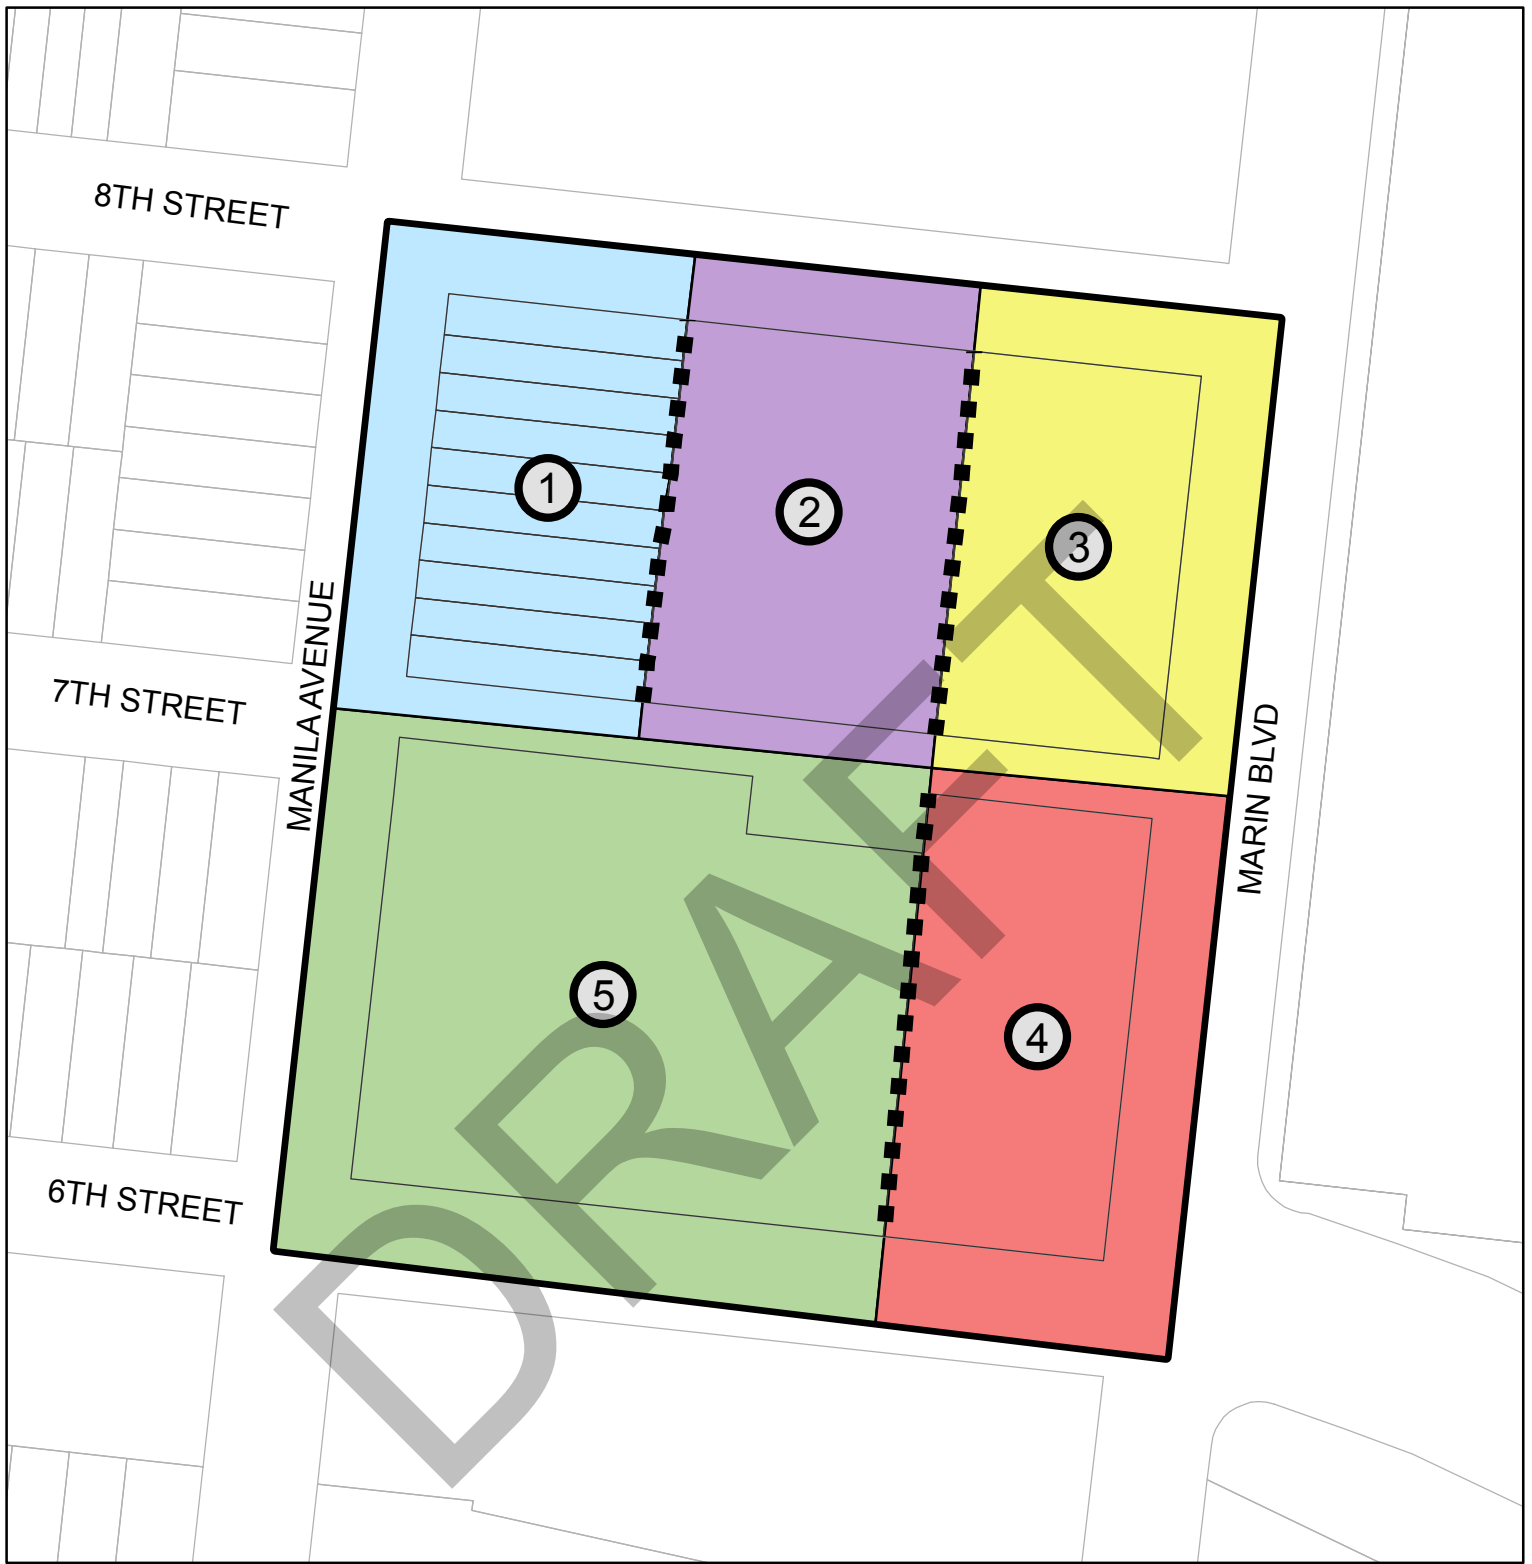 8TH STREET
1
2
3
7TH STREET
MANILA AVENUE
MARIN BLVD
5
4
6TH STREET
DRAFT